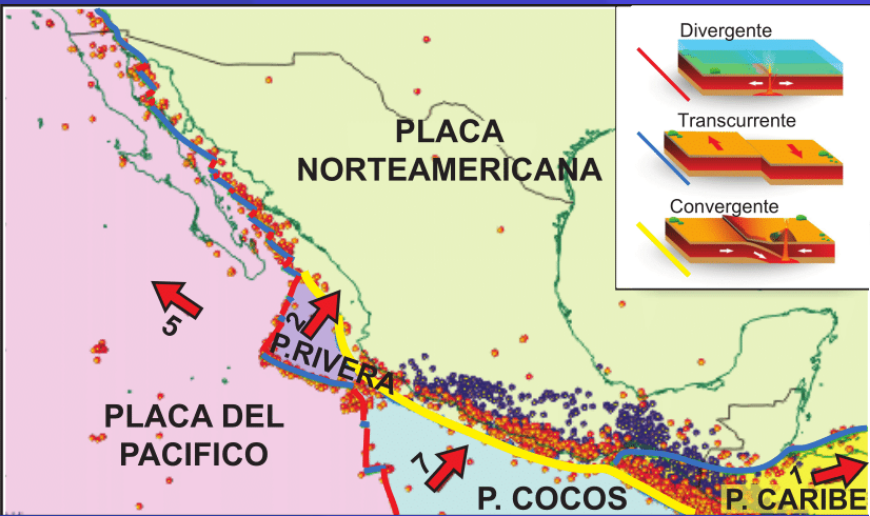 Divergente
Transcurrente
Convergente
PLACA
NORTEAMERICANA
5
2
P.RIVERA
PLACA DEL
PACIFICO
7
P. COCOS
1
P. CARIBE